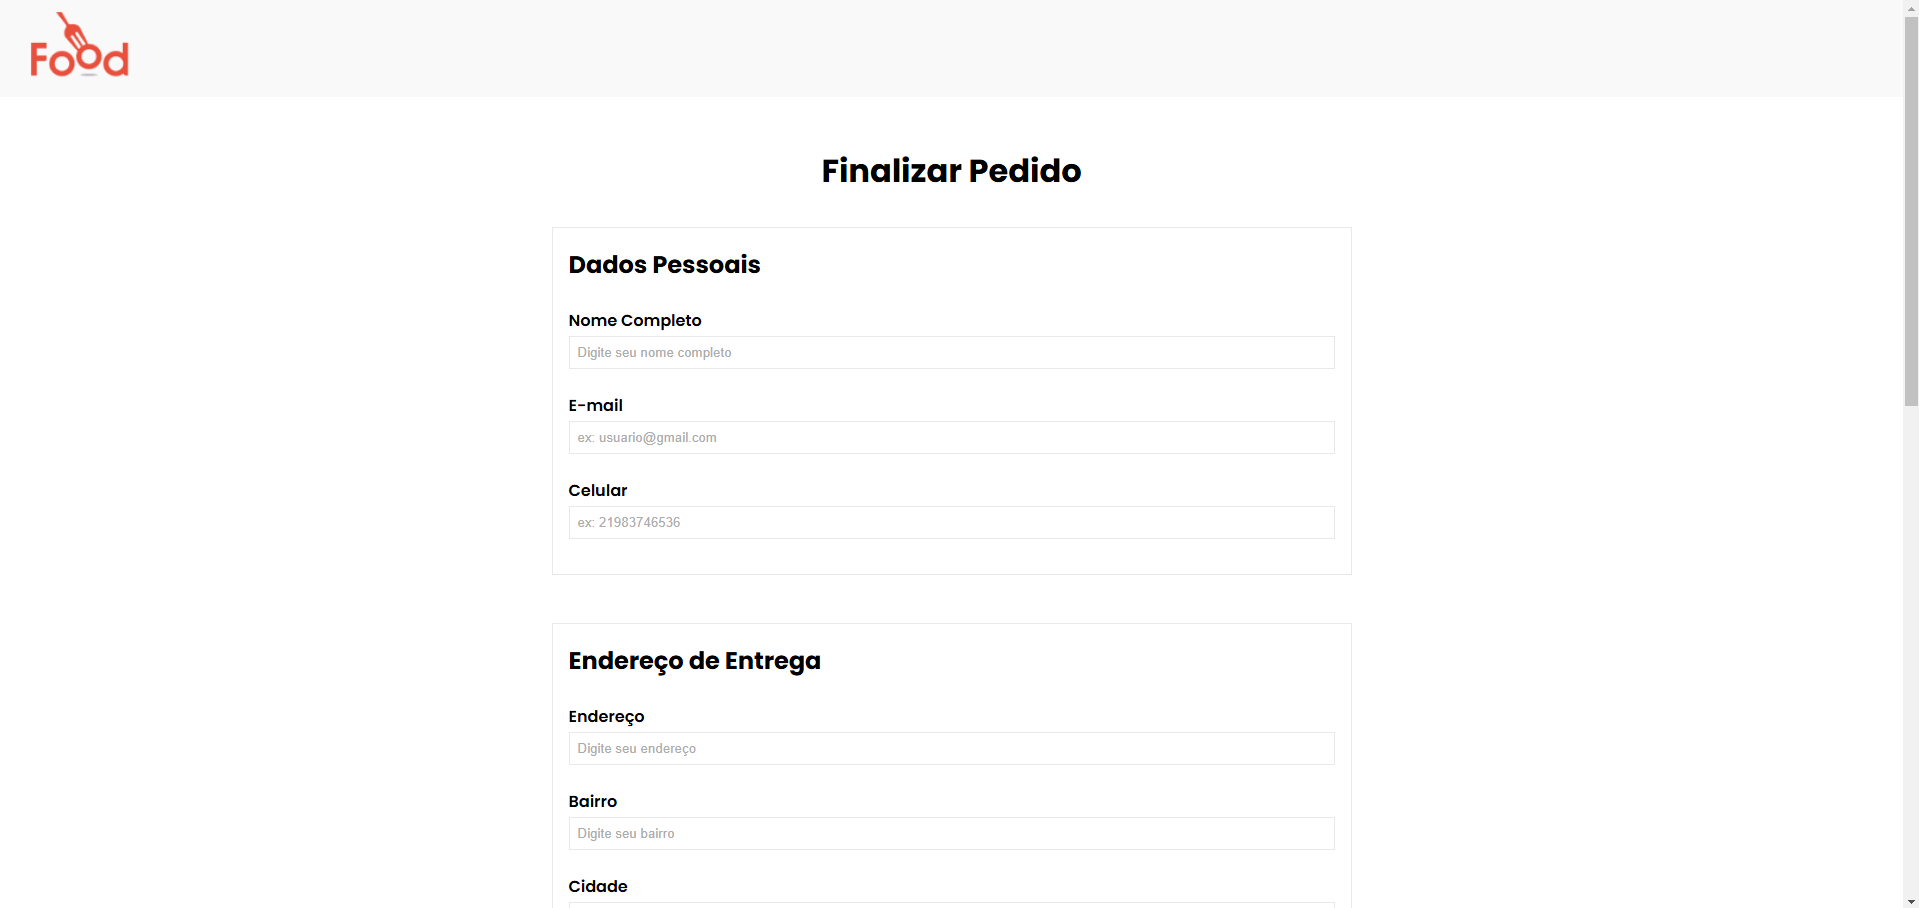 Food
Finalizar Pedido
Dados Pessoais
Nome Completo
Digite seu nome completo
E-mail
ex: usuario@gmail.com
Celular
ex: 21983746536
Endereço de Entrega
Endereço
Digite seu endereço
Bairro
Digite seu bairro
Cidade